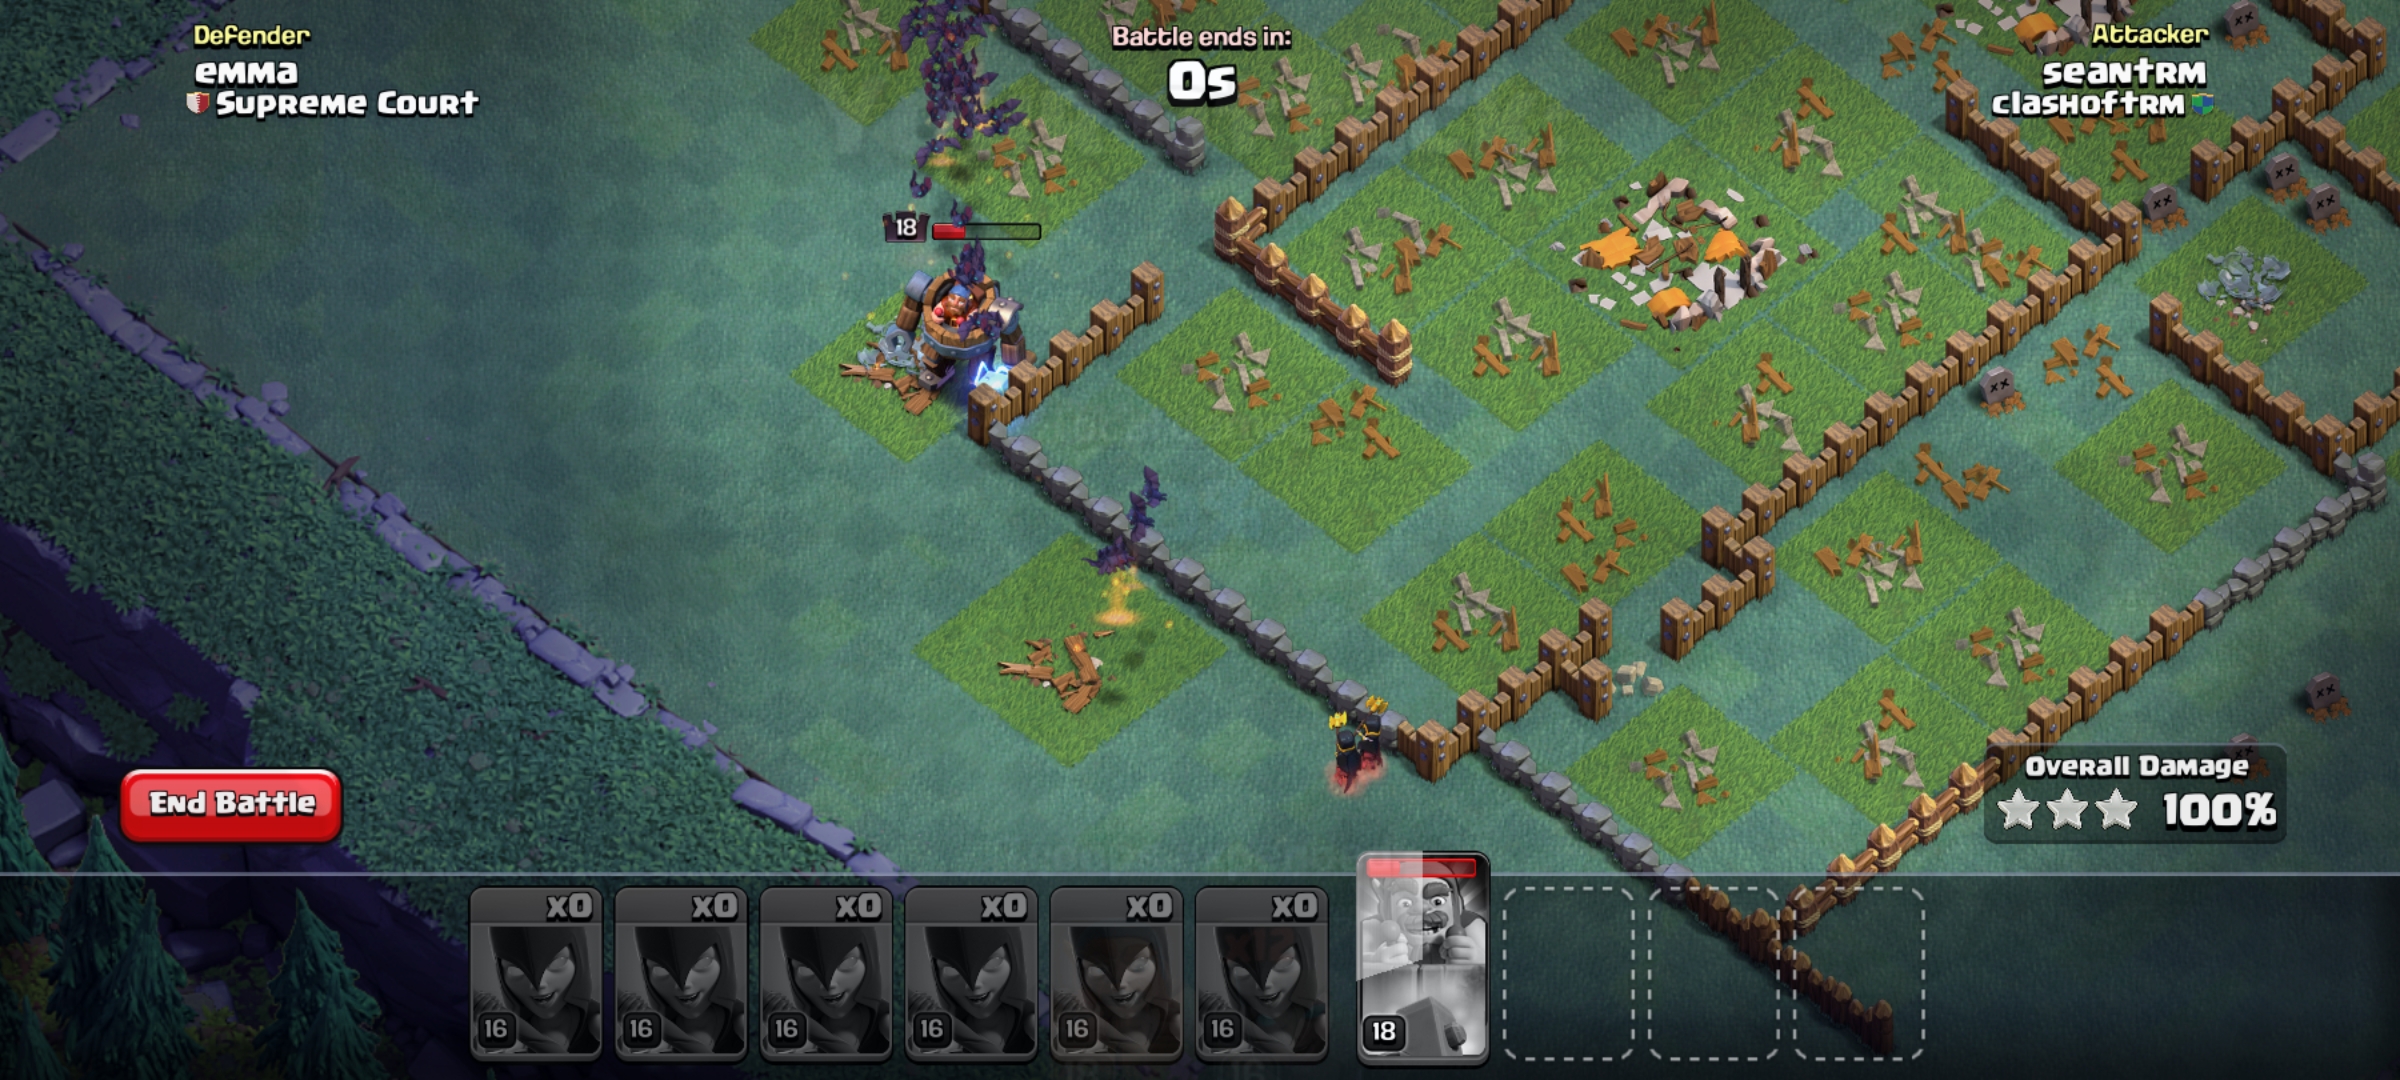 Defender
emma
Supreme Court
Battle ends in:
0s
Attacker
seantRM
clashoftRM
18
End Battle
Overall Damage
100%
x0
x0
x0
x0
x0
x0
16
16
16
16
16
16
18